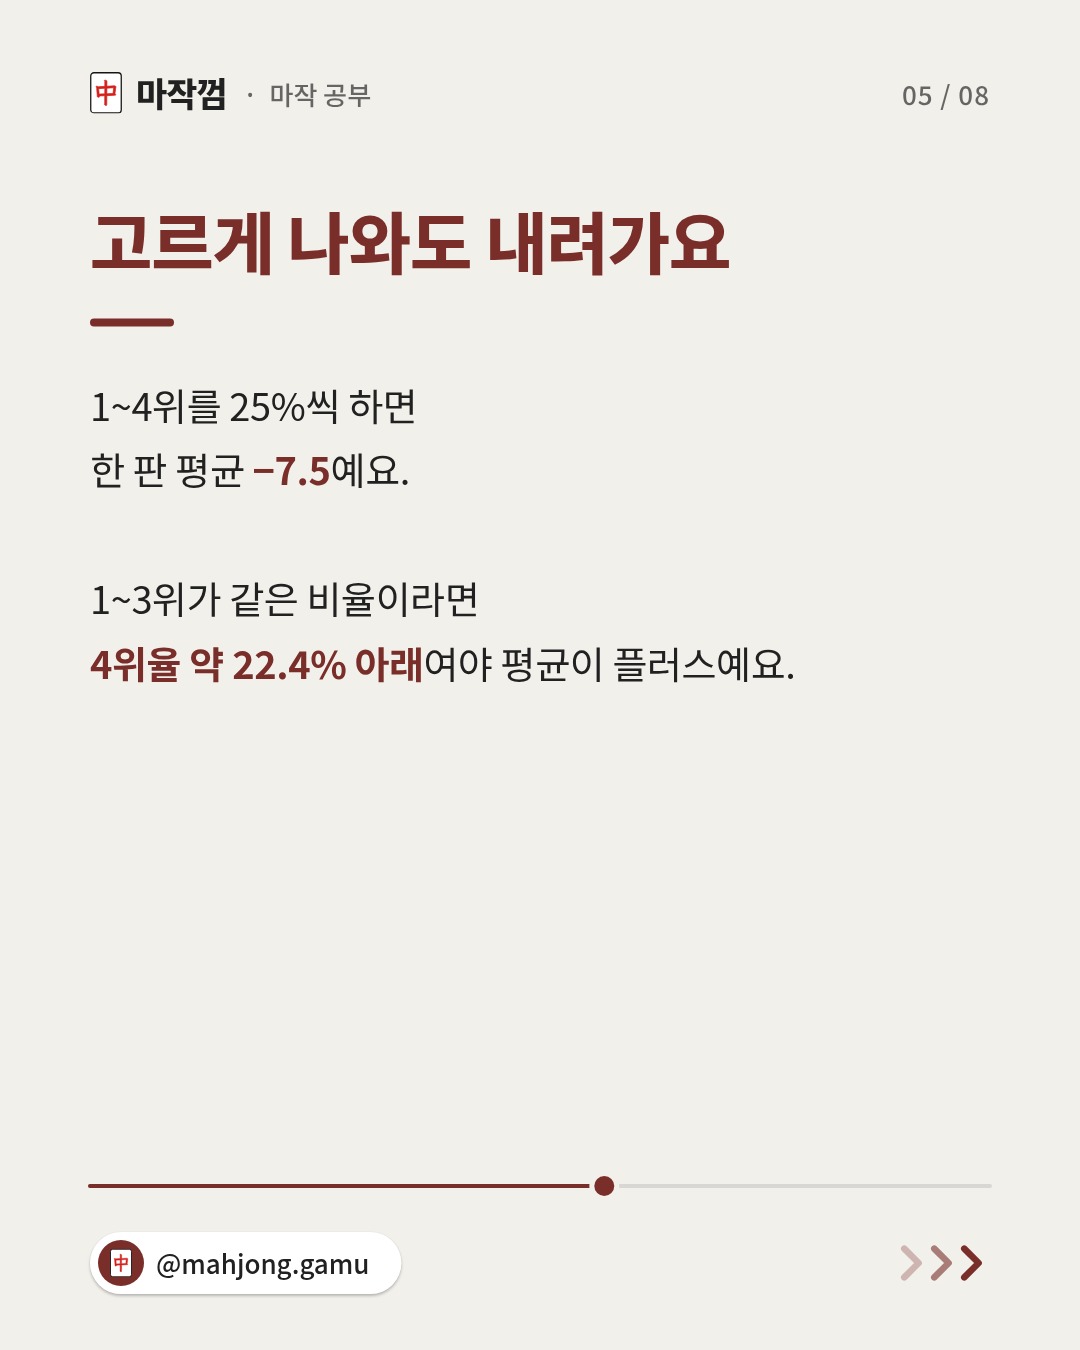 中 마작껌 · 마작 공부
05 / 08
고르게 나와도 내려가요
1~4위를 25%씩 하면
한 판 평균 −7.5예요.
1~3위가 같은 비율이라면
4위율 약 22.4% 아래여야 평균이 플러스예요.
中 @mahjong.gamu